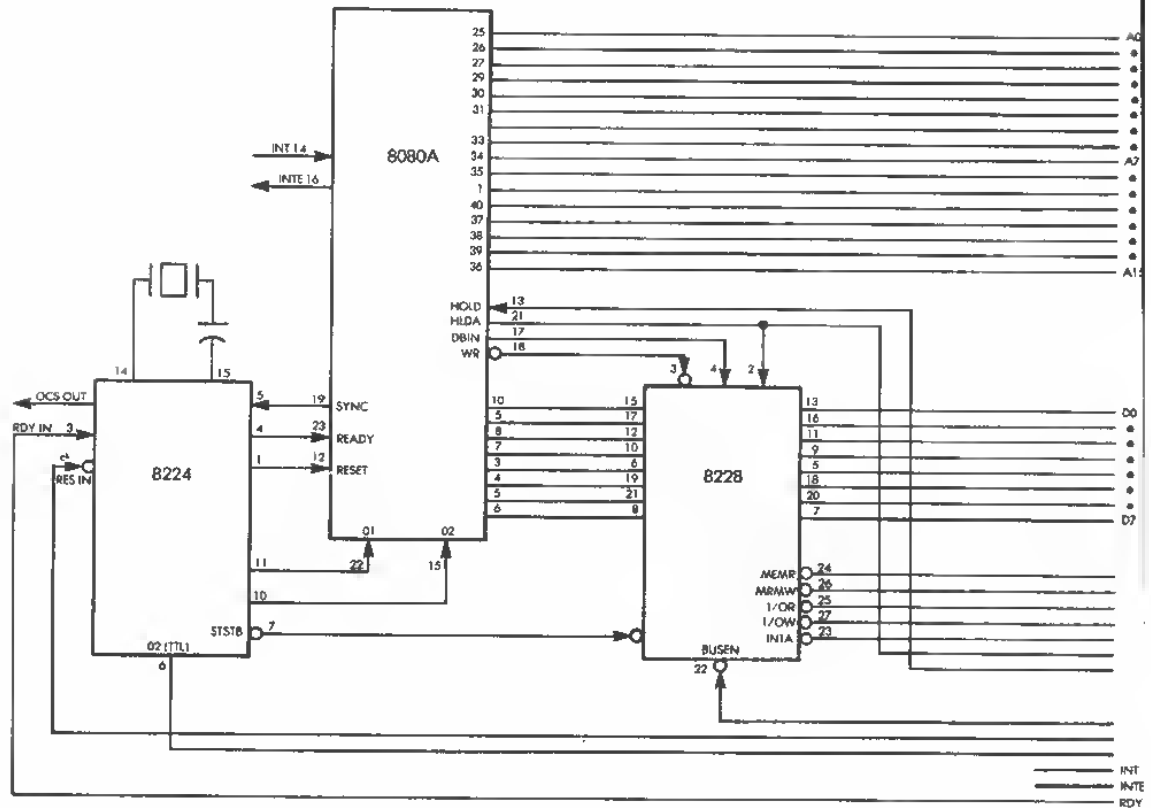 25 A0
26
27
29
30
31
33
8080A
INT 14
34 A7
35
INTE 16
1
40
37
38
39
36 A15
HOLD 13
HLDA 21
DBIN 17
WR 18
3 4 2
14 15
OCS OUT
5 19 SYNC
10 15 13 D0
5 17 16
RDY IN 3
4 23 READY
8 12 11
7 10 9
2
RES IN
1 12 RESET
8224
3 6 5
8228
4 19 18
5 21 20
6 8 7 D7
01 02
11 22 15
10
MEMR 24
MRMW 26
I/OR 25
I/OW 27
INTA 23
STSTB 7
02 (TTL)
6
BUSEN
22
INT
INTE
RDY